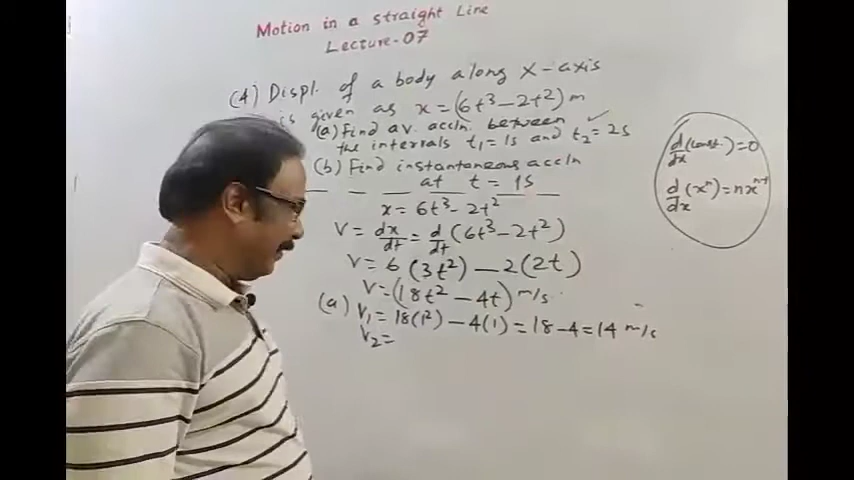 Motion in a straight Line
Lecture-07
(4) Displ. of a body along X-axis
is given as x = (6t³ - 2t²) m
(a) Find av. accln. between
the intervals t₁ = 1s and t₂ = 2s ✓
(b) Find instantaneous accln
at t = 1s
x = 6t³ - 2t²
V = dx/dt = d/dt (6t³ - 2t²)
V = 6 (3t²) - 2(2t)
V = (18t² - 4t) m/s
(a) V₁ = 18(1²) - 4(1) = 18 - 4 = 14 m/s
V₂ =
d/dx (const.) = 0
d/dx (xⁿ) = nxⁿ⁻¹